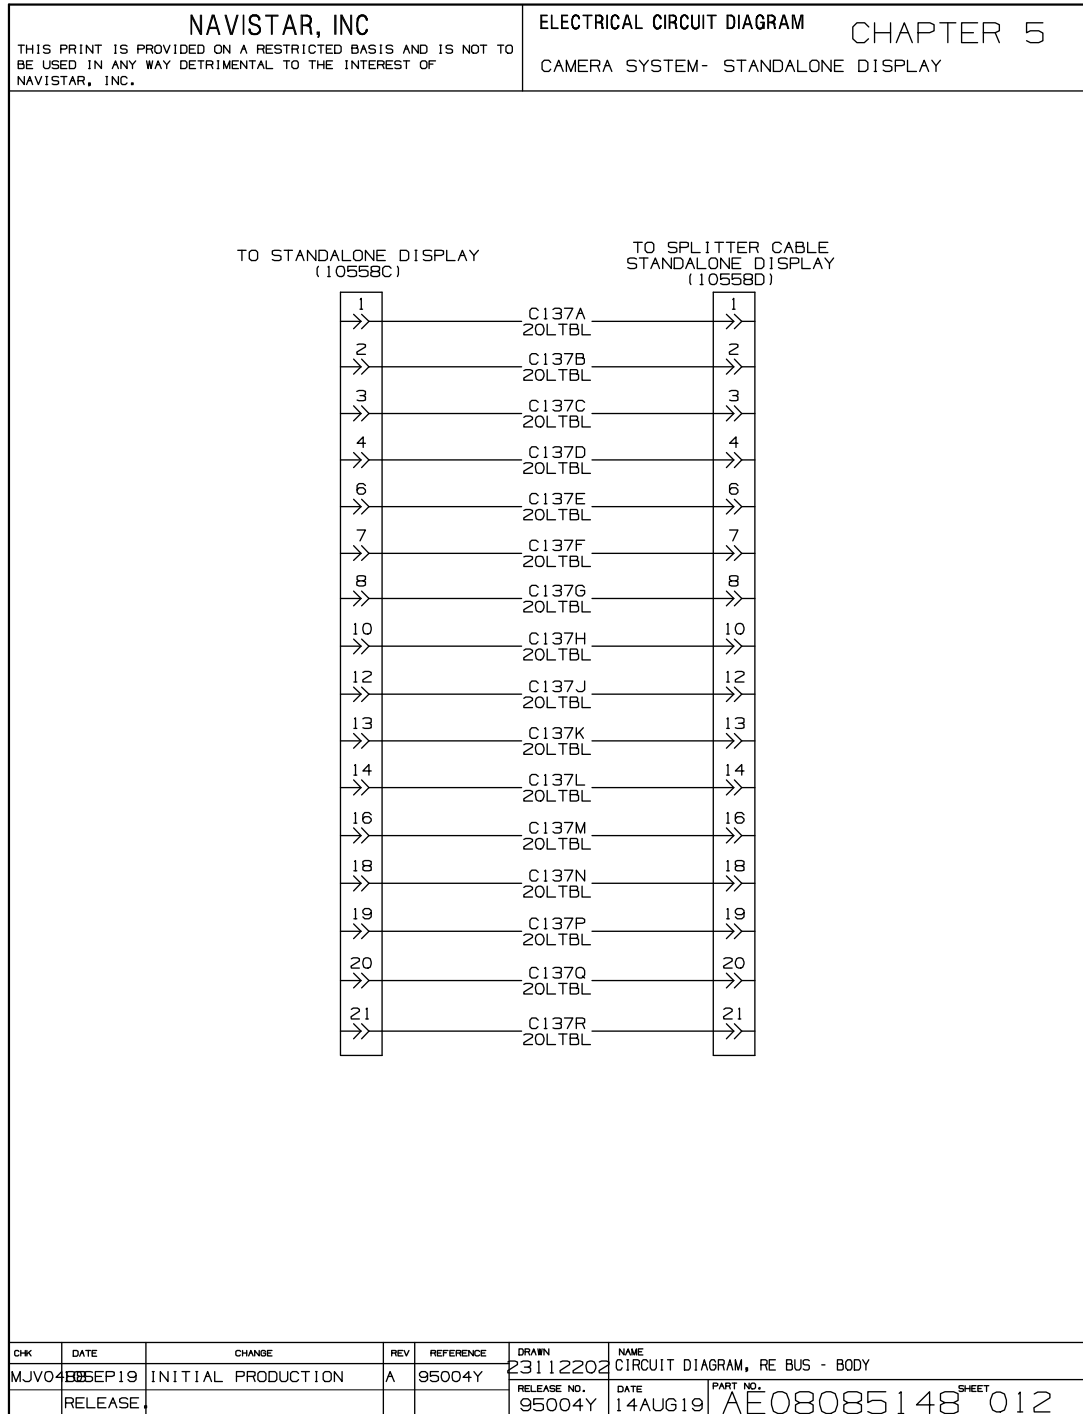 NAVISTAR, INC
THIS PRINT IS PROVIDED ON A RESTRICTED BASIS AND IS NOT TO
BE USED IN ANY WAY DETRIMENTAL TO THE INTEREST OF
NAVISTAR, INC.
ELECTRICAL CIRCUIT DIAGRAM CHAPTER 5
CAMERA SYSTEM- STANDALONE DISPLAY
TO STANDALONE DISPLAY
(10558C)
TO SPLITTER CABLE
STANDALONE DISPLAY
(10558D)
1 C137A 1
20LTBL
2 C137B 2
20LTBL
3 C137C 3
20LTBL
4 C137D 4
20LTBL
6 C137E 6
20LTBL
7 C137F 7
20LTBL
8 C137G 8
20LTBL
10 C137H 10
20LTBL
12 C137J 12
20LTBL
13 C137K 13
20LTBL
14 C137L 14
20LTBL
16 C137M 16
20LTBL
18 C137N 18
20LTBL
19 C137P 19
20LTBL
20 C137Q 20
20LTBL
21 C137R 21
20LTBL
CHK DATE CHANGE REV REFERENCE
INITIAL PRODUCTION A 95004Y
RELEASE.
DRAWN
23112202
NAME
CIRCUIT DIAGRAM, RE BUS - BODY
RELEASE NO.
95004Y
DATE
14AUG19
PART NO.
AE08085148
SHEET
012